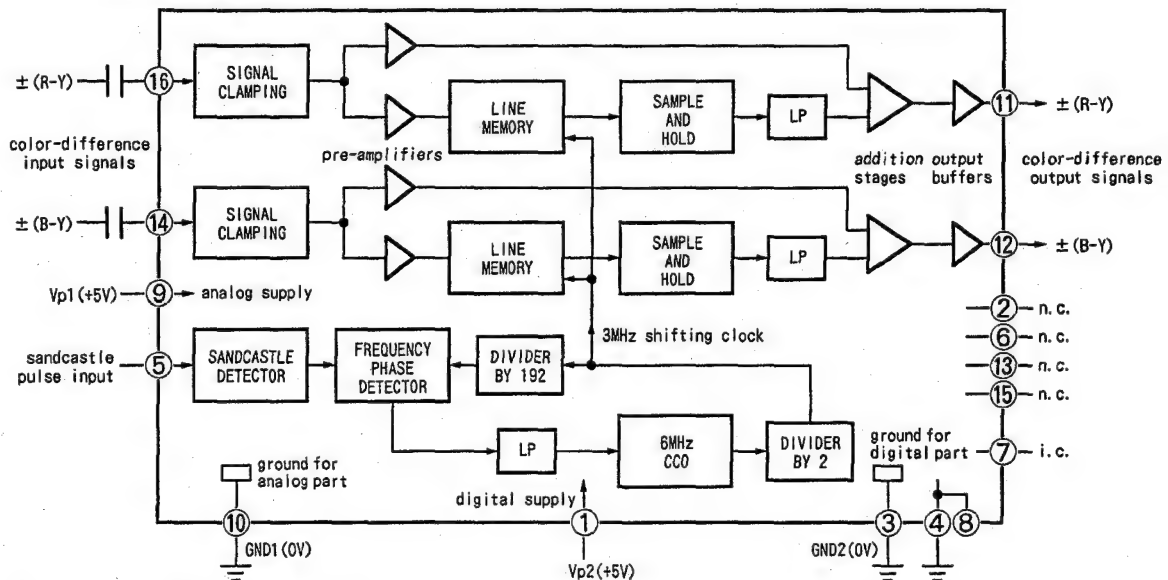 ±(R-Y)
16
SIGNAL
CLAMPING
LINE
MEMORY
SAMPLE
AND
HOLD
LP
11
±(R-Y)
color-difference
input signals
pre-amplifiers
addition
stages
output
buffers
color-difference
output signals
±(B-Y)
14
SIGNAL
CLAMPING
LINE
MEMORY
SAMPLE
AND
HOLD
LP
12
±(B-Y)
Vp1(+5V)
9
analog supply
2
n.c.
3MHz shifting clock
6
n.c.
sandcastle
pulse input
5
SANDCASTLE
DETECTOR
FREQUENCY
PHASE
DETECTOR
DIVIDER
BY 192
13
n.c.
15
n.c.
LP
6MHz
CCO
DIVIDER
BY 2
ground for
digital part
7
i.c.
ground for
analog part
digital supply
10
GND1(0V)
1
Vp2(+5V)
3
GND2(0V)
4
8